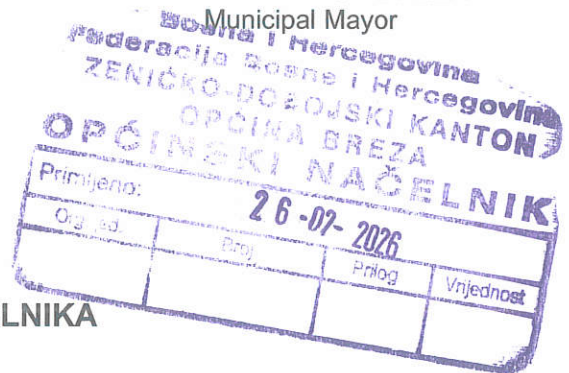 Municipal Mayor
Bosna i Hercegovina
Federacija Bosne i Hercegovine
ZENIČKO-DOBOJSKI KANTON
OPĆINA BREZA
OPĆINSKI NAČELNIK
Primljeno:
26-07-2026
Org. jed.
Broj
Prilog
Vrijednost
LNIKA